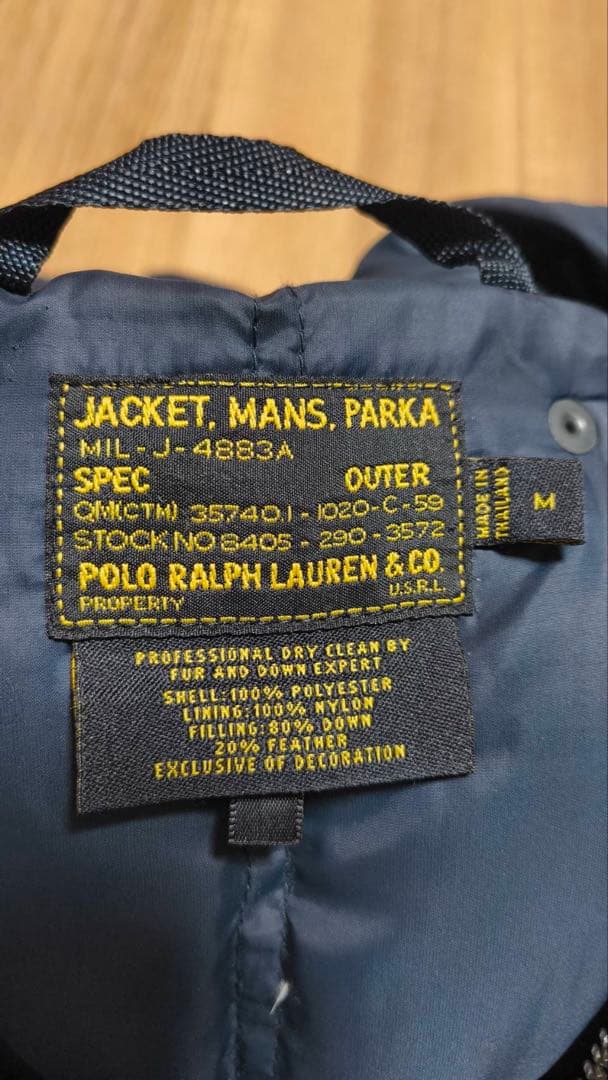 JACKET, MANS, PARKA
MIL-J-4883A
SPEC OUTER
QM(CTM) 35740.1-1020-C-59
STOCK NO 8405-290-3572
POLO RALPH LAUREN & CO.
PROPERTY U.S.R.L.
MADE IN
THAILAND
M
PROFESSIONAL DRY CLEAN BY
FUR AND DOWN EXPERT
SHELL:100% POLYESTER
LINING:100% NYLON
FILLING:80% DOWN
20% FEATHER
EXCLUSIVE OF DECORATION